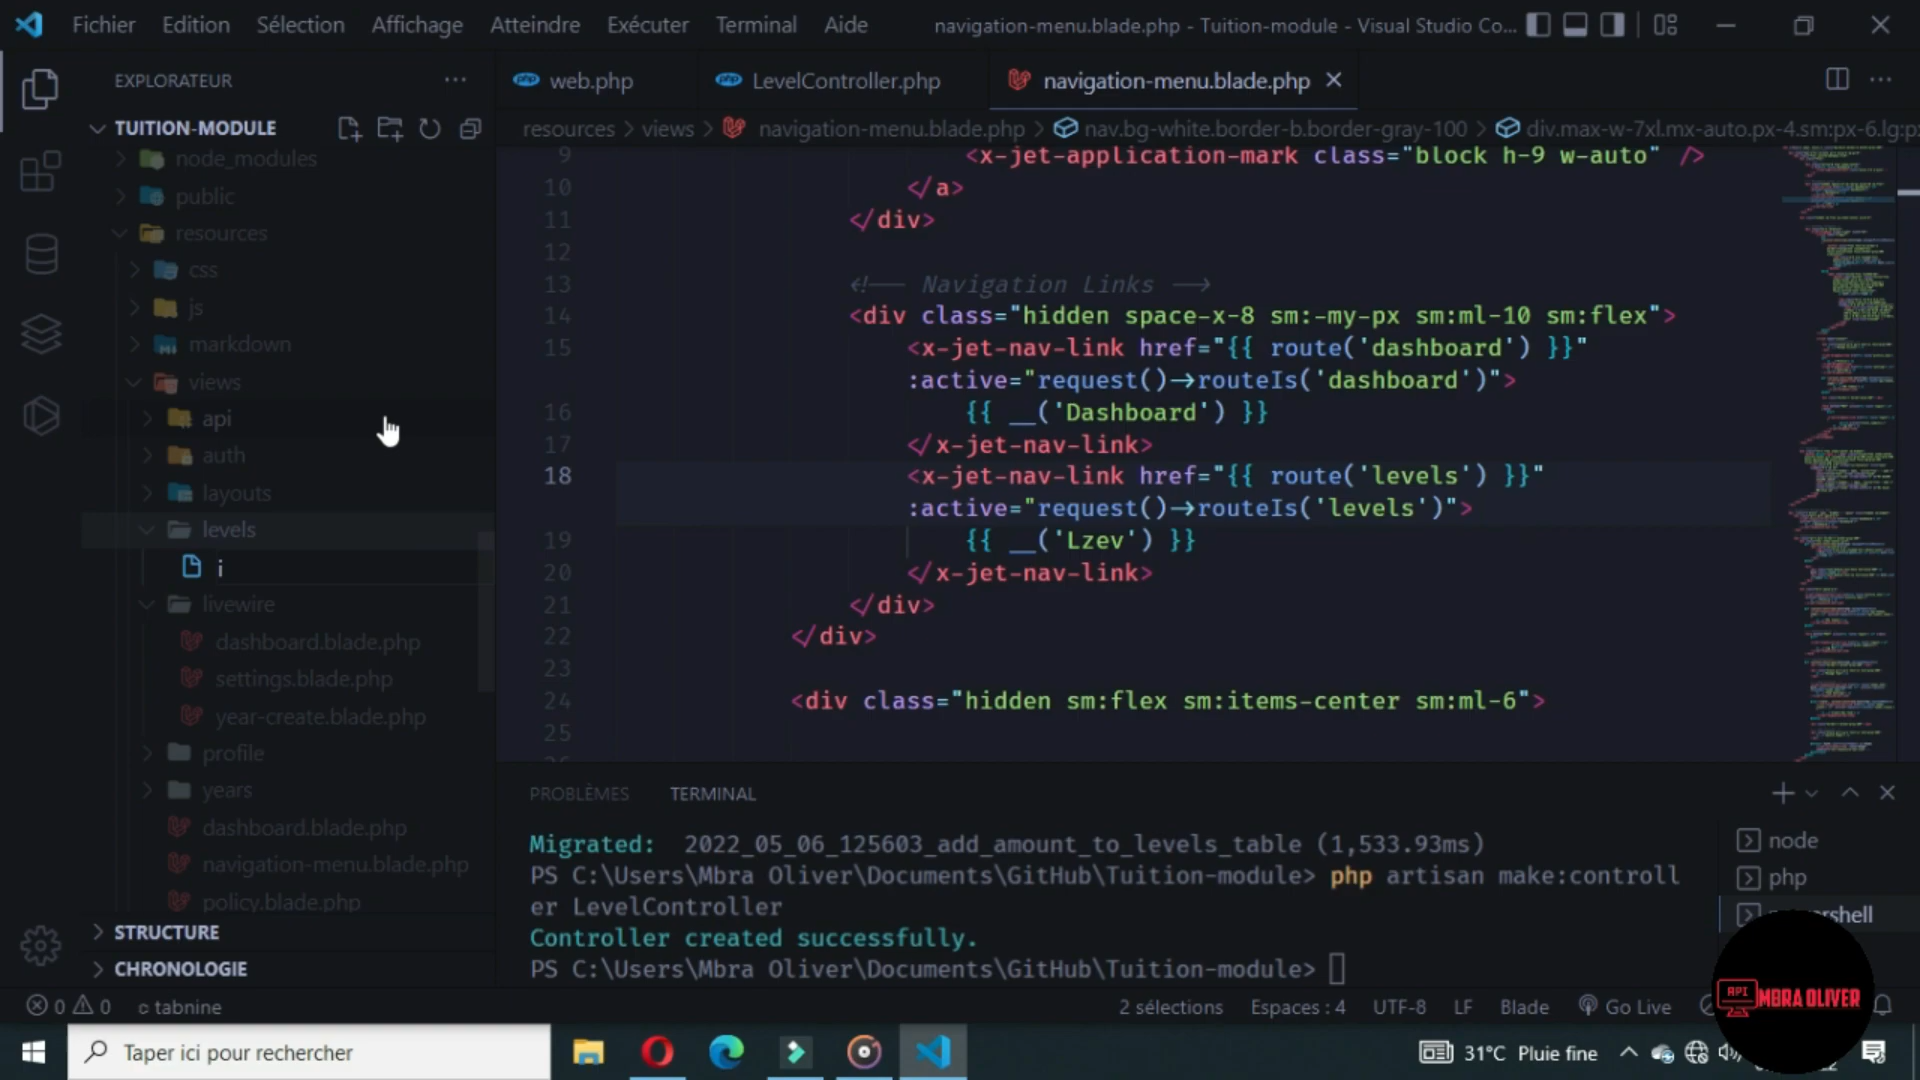 Fichier Edition Sélection Affichage Atteindre Exécuter Terminal Aide navigation-menu.blade.php - Tuition-module - Visual Studio Co...
EXPLORATEUR
TUITION-MODULE
node_modules
public
resources
css
js
markdown
views
api
auth
layouts
levels
i
livewire
dashboard.blade.php
settings.blade.php
year-create.blade.php
profile
years
dashboard.blade.php
navigation-menu.blade.php
policy.blade.php
STRUCTURE
CHRONOLOGIE
web.php LevelController.php navigation-menu.blade.php
resources > views > navigation-menu.blade.php > nav.bg-white.border-b.border-gray-100 > div.max-w-7xl.mx-auto.px-4.sm:px-6.lg:p
9 <x-jet-application-mark class="block h-9 w-auto" />
10 </a>
11 </div>
12
13 <!-- Navigation Links -->
14 <div class="hidden space-x-8 sm:-my-px sm:ml-10 sm:flex">
15 <x-jet-nav-link href="{{ route('dashboard') }}"
:active="request()->routeIs('dashboard')">
16 {{ __('Dashboard') }}
17 </x-jet-nav-link>
18 <x-jet-nav-link href="{{ route('levels') }}"
:active="request()->routeIs('levels')">
19 {{ __('Lzev') }}
20 </x-jet-nav-link>
21 </div>
22 </div>
23
24 <div class="hidden sm:flex sm:items-center sm:ml-6">
25
PROBLÈMES TERMINAL
Migrated: 2022_05_06_125603_add_amount_to_levels_table (1,533.93ms)
PS C:\Users\Mbra Oliver\Documents\GitHub\Tuition-module> php artisan make:controll
er LevelController
Controller created successfully.
PS C:\Users\Mbra Oliver\Documents\GitHub\Tuition-module>
node
php
rshell
0 0 tabnine 2 sélections Espaces : 4 UTF-8 LF Blade Go Live
API MBRA OLIVER
Taper ici pour rechercher 31°C Pluie fine